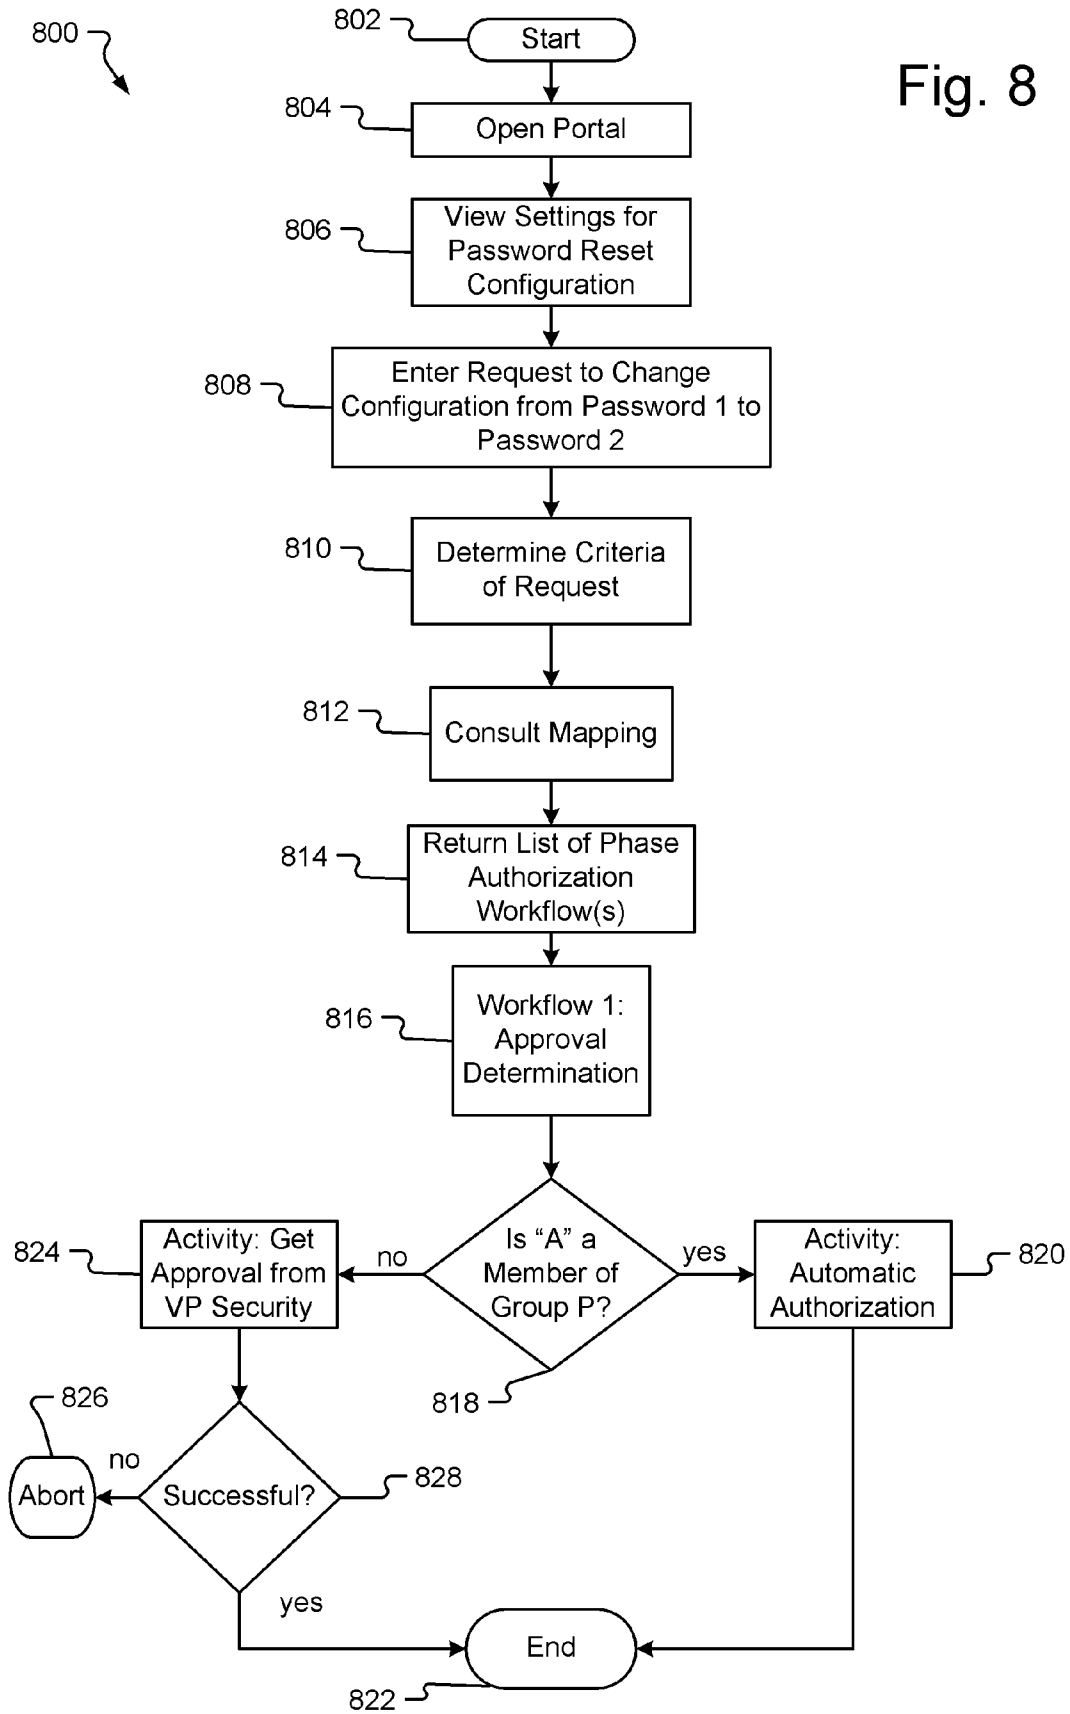 800
802
Start
Fig. 8
804
Open Portal
806
View Settings for
Password Reset
Configuration
808
Enter Request to Change
Configuration from Password 1 to
Password 2
810
Determine Criteria
of Request
812
Consult Mapping
814
Return List of Phase
Authorization
Workflow(s)
816
Workflow 1:
Approval
Determination
824
Activity: Get
Approval from
VP Security
no
Is “A” a
Member of
Group P?
yes
Activity:
Automatic
Authorization
820
818
826
no
Abort
Successful?
828
yes
End
822